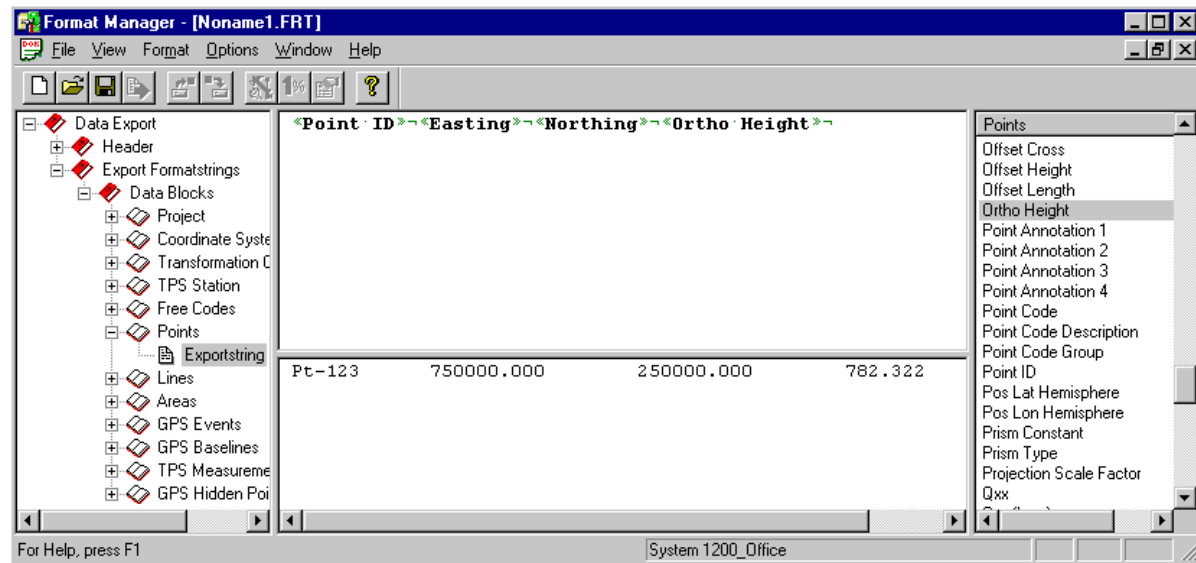 Format Manager - [Noname1.FRT]
File View Format Options Window Help
Data Export
Header
Export Formatstrings
Data Blocks
Project
Coordinate Syste
Transformation C
TPS Station
Free Codes
Points
Exportstring
Lines
Areas
GPS Events
GPS Baselines
TPS Measureme
GPS Hidden Poi
«Point·ID»¬«Easting»¬«Northing»¬«Ortho·Height»¬
Pt-123 750000.000 250000.000 782.322
Points
Offset Cross
Offset Height
Offset Length
Ortho Height
Point Annotation 1
Point Annotation 2
Point Annotation 3
Point Annotation 4
Point Code
Point Code Description
Point Code Group
Point ID
Pos Lat Hemisphere
Pos Lon Hemisphere
Prism Constant
Prism Type
Projection Scale Factor
Qxx
For Help, press F1
System 1200_Office